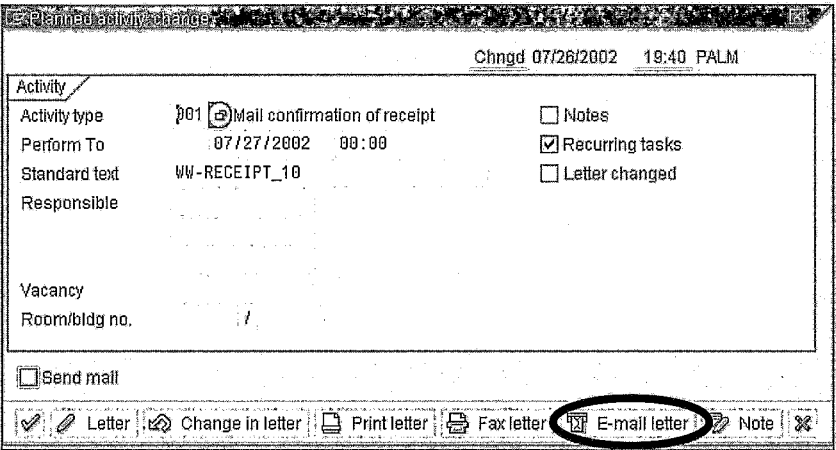 Planned activity: change
Chngd 07/26/2002 19:40 PALM
Activity
Activity type 001 Mail confirmation of receipt Notes
Perform To 07/27/2002 00:00 Recurring tasks
Standard text WW-RECEIPT_10 Letter changed
Responsible
Vacancy
Room/bldg no. /
Send mail
Letter Change in letter Print letter Fax letter E-mail letter Note